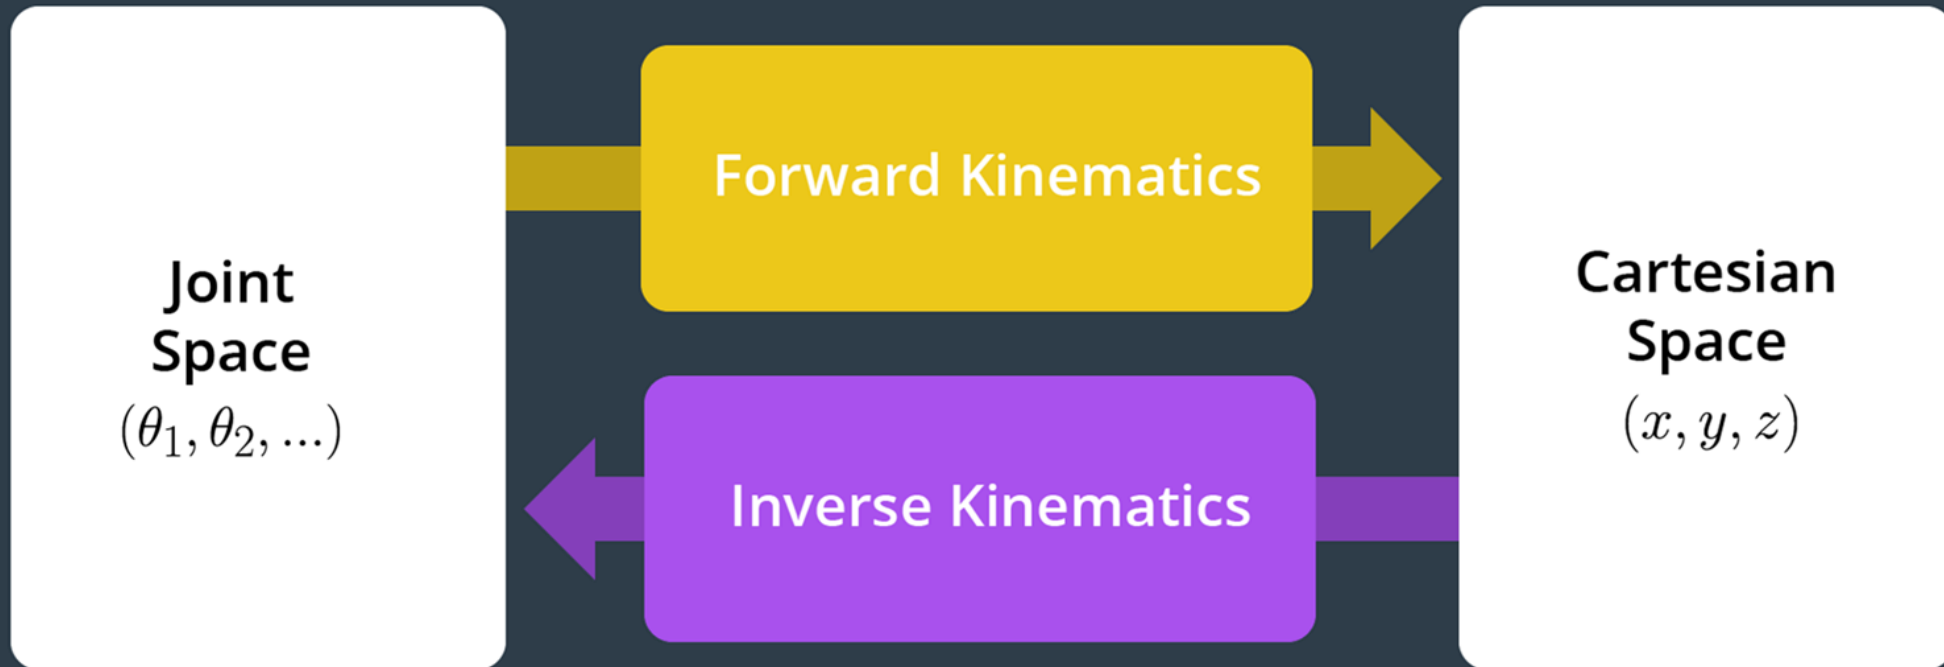 Joint
Space
(θ₁, θ₂, ...)
Forward Kinematics
Inverse Kinematics
Cartesian
Space
(x, y, z)